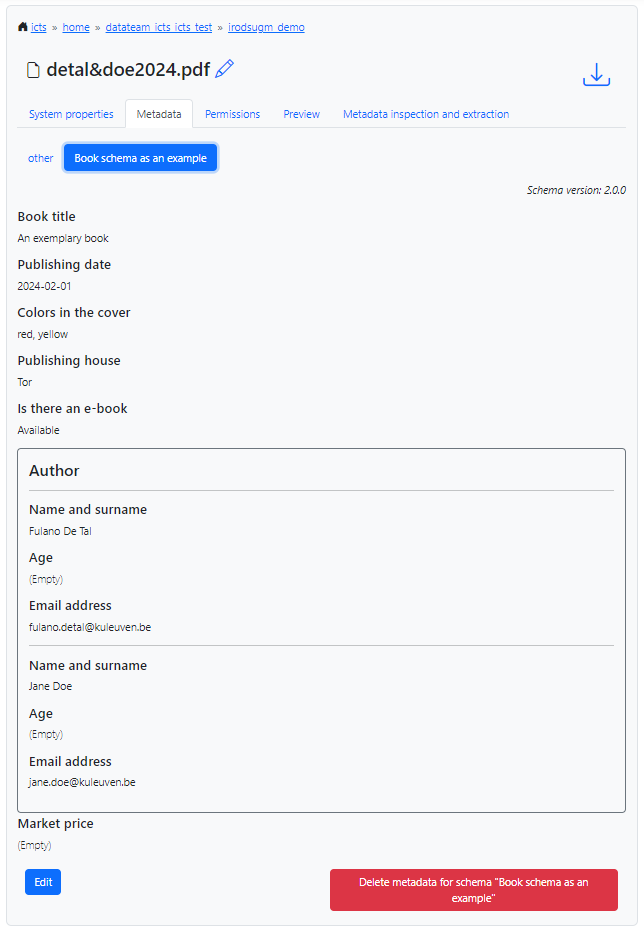 icts » home » datateam_icts_icts_test » irodsugm_demo
detal&doe2024.pdf
System properties Metadata Permissions Preview Metadata inspection and extraction
other Book schema as an example
Schema version: 2.0.0
Book title
An exemplary book
Publishing date
2024-02-01
Colors in the cover
red, yellow
Publishing house
Tor
Is there an e-book
Available
Author
Name and surname
Fulano De Tal
Age
(Empty)
Email address
fulano.detal@kuleuven.be
Name and surname
Jane Doe
Age
(Empty)
Email address
jane.doe@kuleuven.be
Market price
(Empty)
Edit Delete metadata for schema "Book schema as an
example"